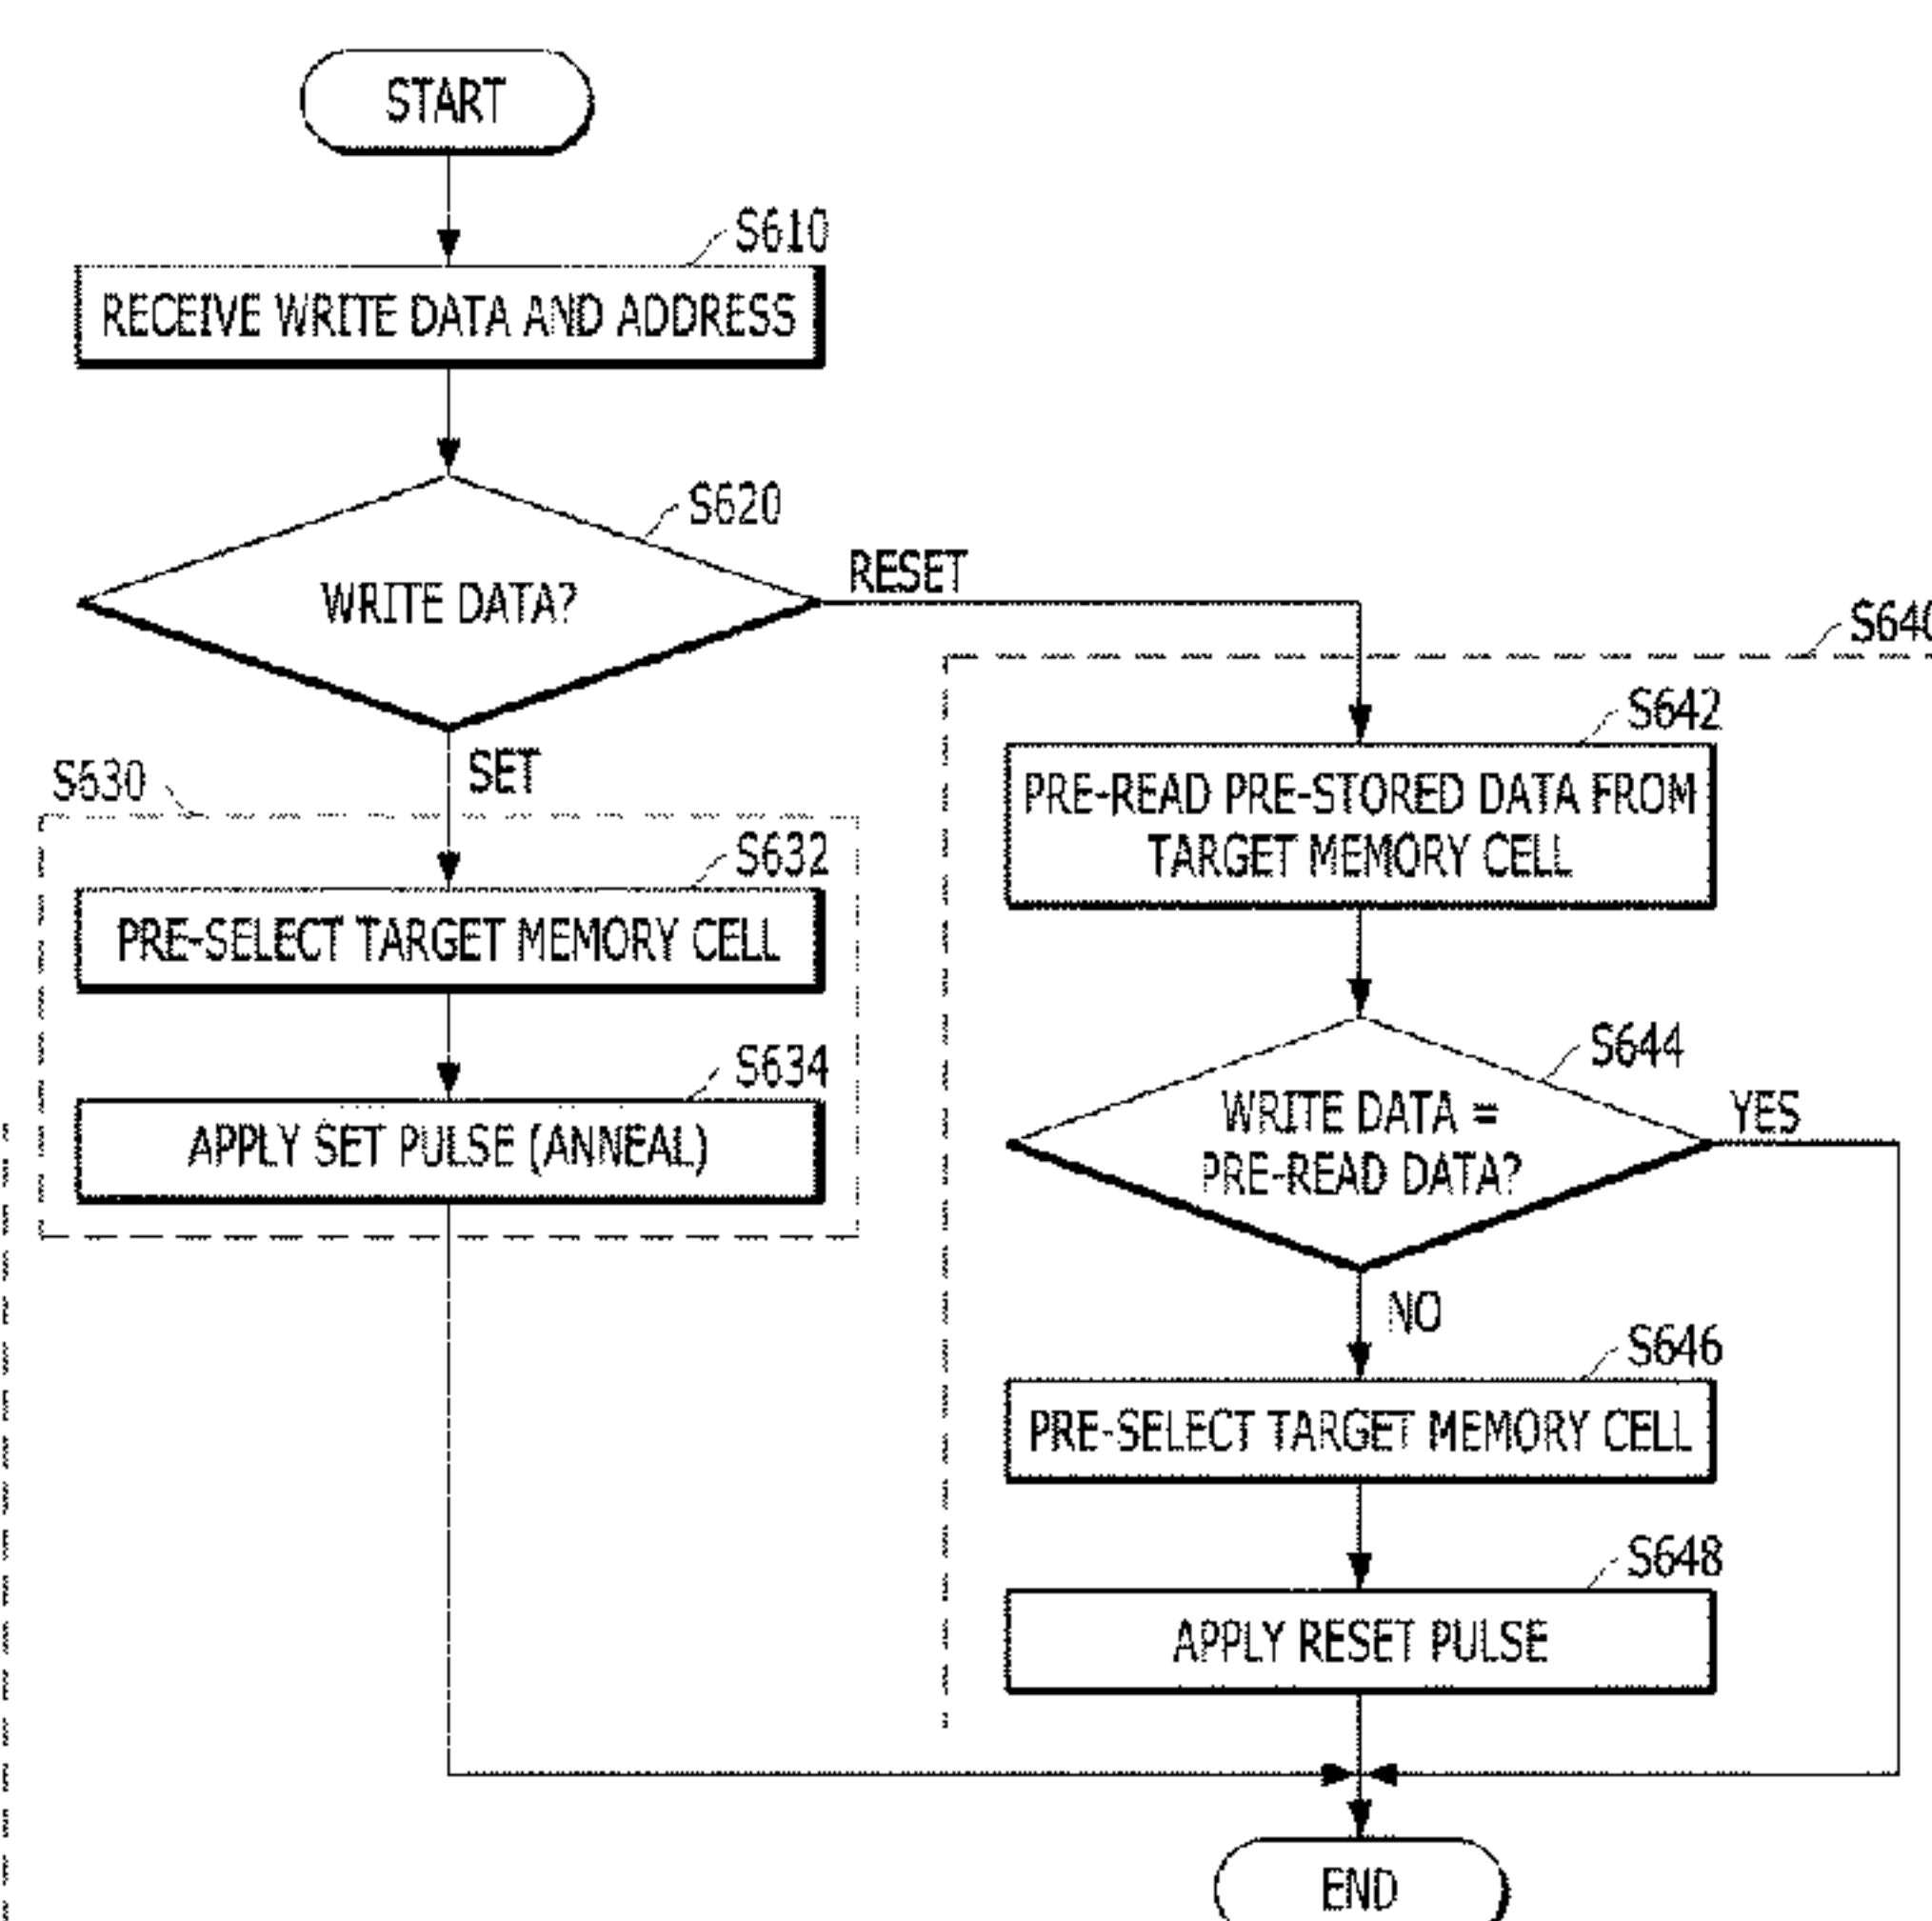 START
S610
RECEIVE WRITE DATA AND ADDRESS
S620
WRITE DATA?
RESET
SET
S630
S632
PRE-SELECT TARGET MEMORY CELL
S634
APPLY SET PULSE (ANNEAL)
S640
S642
PRE-READ PRE-STORED DATA FROM
TARGET MEMORY CELL
S644
WRITE DATA =
PRE-READ DATA?
YES
NO
S646
PRE-SELECT TARGET MEMORY CELL
S648
APPLY RESET PULSE
END